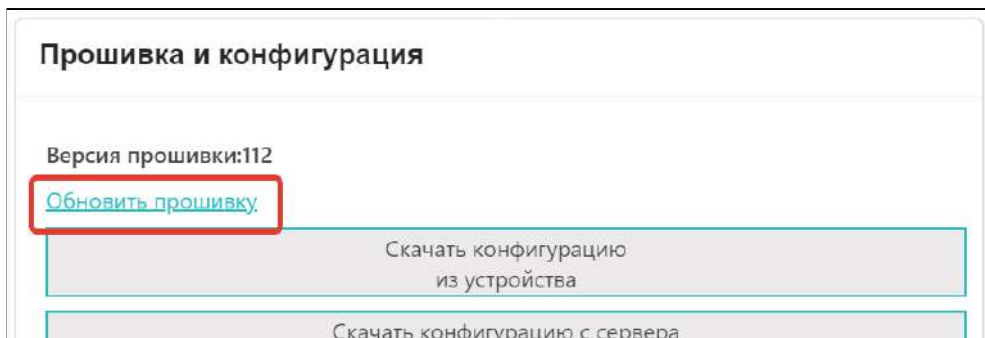 Прошивка и конфигурация
Версия прошивки:112
Обновить прошивку
Скачать конфигурацию
из устройства
Скачать конфигурацию с сервера